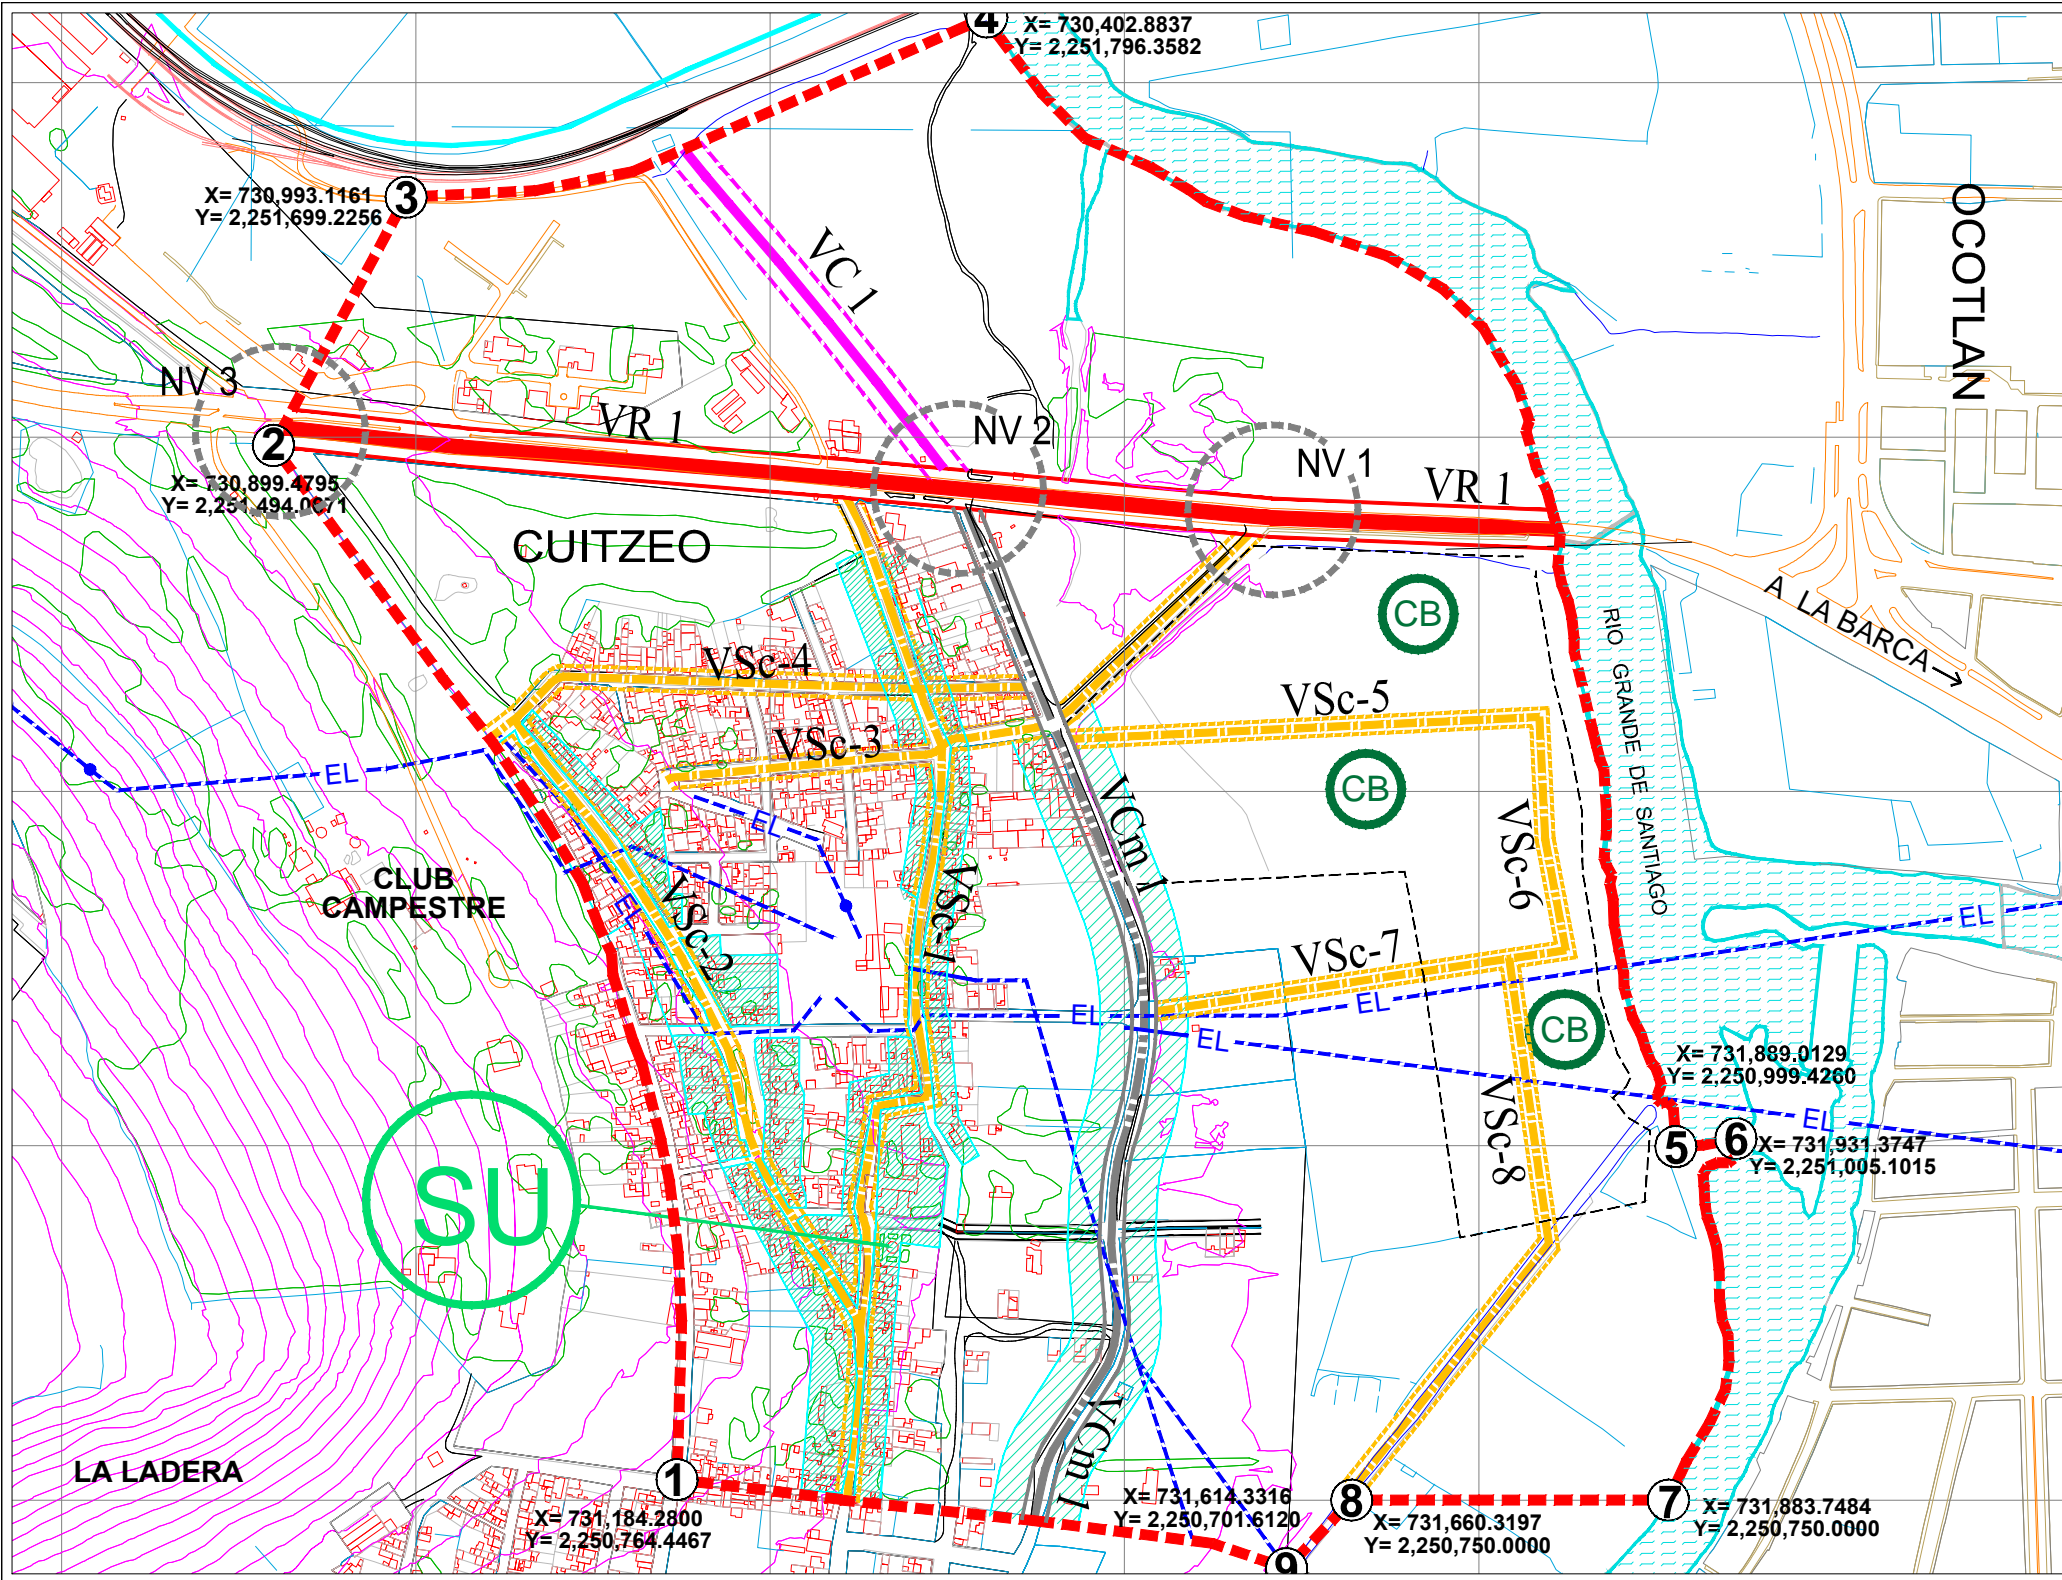 4
X= 730,402.8837
Y= 2,251,796.3582
3
X= 730,993.1161
Y= 2,251,699.2256
OCOTLAN
VC 1
NV 3
VR 1
NV 2
NV 1
VR 1
2
X= 730,899.4795
Y= 2,251,494.0671
CUITZEO
CB
A LA BARCA
RIO GRANDE DE SANTIAGO
VSc-4
VSc-5
VSc-3
EL
CB
VCm 1
EL
VSc-6
CLUB
CAMPESTRE
EL
VSc-2
VSc-1
EL
VSc-7
EL
EL
EL
CB
X= 731,889.0129
Y= 2,250,999.4260
VSc-8
EL
5
6
X= 731,931.3747
Y= 2,251,005.1015
SU
VCm 1
LA LADERA
1
X= 731,184.2800
Y= 2,250,764.4467
X= 731,614.3316
Y= 2,250,701.6120
8
X= 731,660.3197
Y= 2,250,750.0000
7
X= 731,883.7484
Y= 2,250,750.0000
9